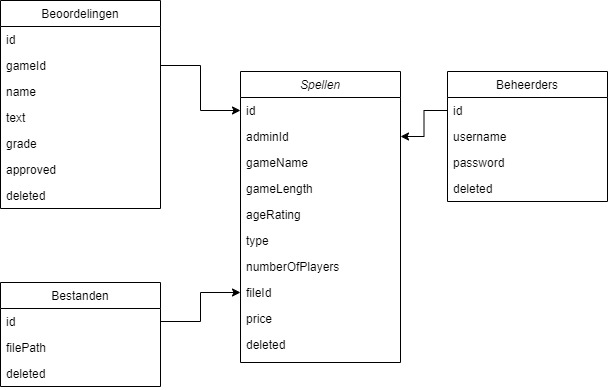 Beoordelingen
id
gameId
name
text
grade
approved
deleted
Spellen
id
adminId
gameName
gameLength
ageRating
type
numberOfPlayers
fileId
price
deleted
Beheerders
id
username
password
deleted
Bestanden
id
filePath
deleted